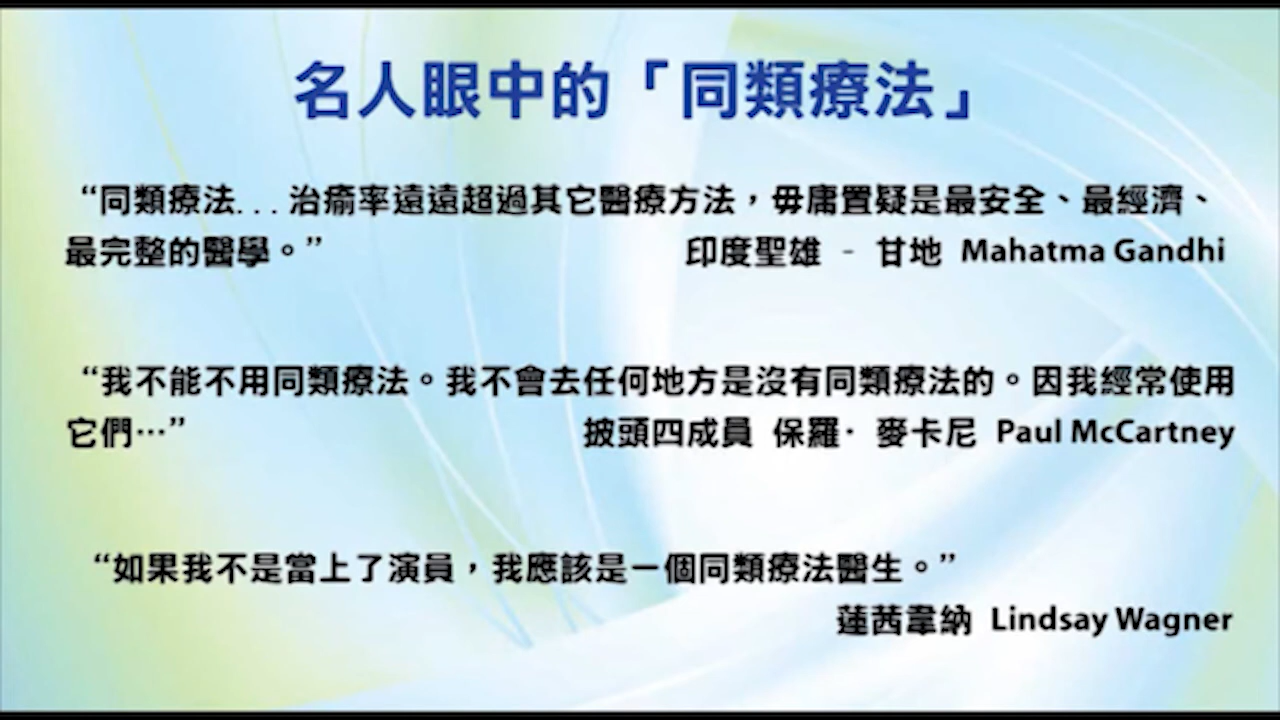 名人眼中的「同類療法」
“同類療法...治瘉率遠遠超過其它醫療方法，毋庸置疑是最安全、最經濟、
最完整的醫學。” 印度聖雄 - 甘地 Mahatma Gandhi
“我不能不用同類療法。我不會去任何地方是沒有同類療法的。因我經常使用
它們…” 披頭四成員 保羅· 麥卡尼 Paul McCartney
“如果我不是當上了演員，我應該是一個同類療法醫生。”
蓮茜韋納 Lindsay Wagner